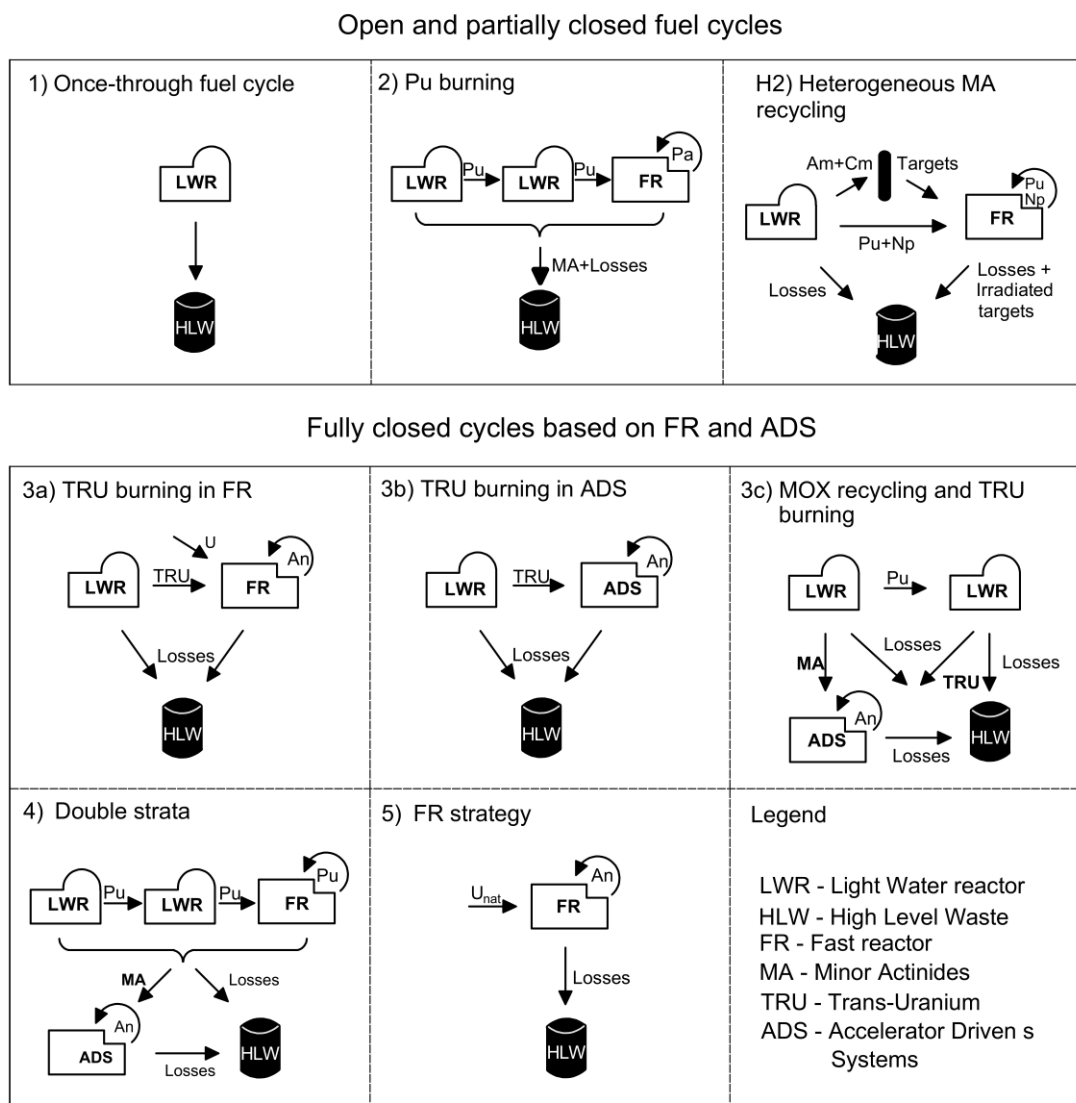 Open and partially closed fuel cycles
1) Once-through fuel cycle
LWR
HLW
2) Pu burning
LWR
Pu
LWR
Pu
FR
Pa
MA+Losses
HLW
H2) Heterogeneous MA
recycling
Am+Cm
Targets
LWR
Pu+Np
FR
Pu
Np
Losses
Losses +
Irradiated
targets
HLW
Fully closed cycles based on FR and ADS
3a) TRU burning in FR
U
LWR
TRU
FR
An
Losses
HLW
3b) TRU burning in ADS
LWR
TRU
ADS
An
Losses
HLW
3c) MOX recycling and TRU
burning
LWR
Pu
LWR
MA
Losses
TRU
Losses
ADS
An
Losses
HLW
4) Double strata
LWR
Pu
LWR
Pu
FR
Pu
MA
Losses
ADS
An
Losses
HLW
5) FR strategy
Unat
FR
An
Losses
HLW
Legend
LWR - Light Water reactor
HLW - High Level Waste
FR - Fast reactor
MA - Minor Actinides
TRU - Trans-Uranium
ADS - Accelerator Driven s
Systems